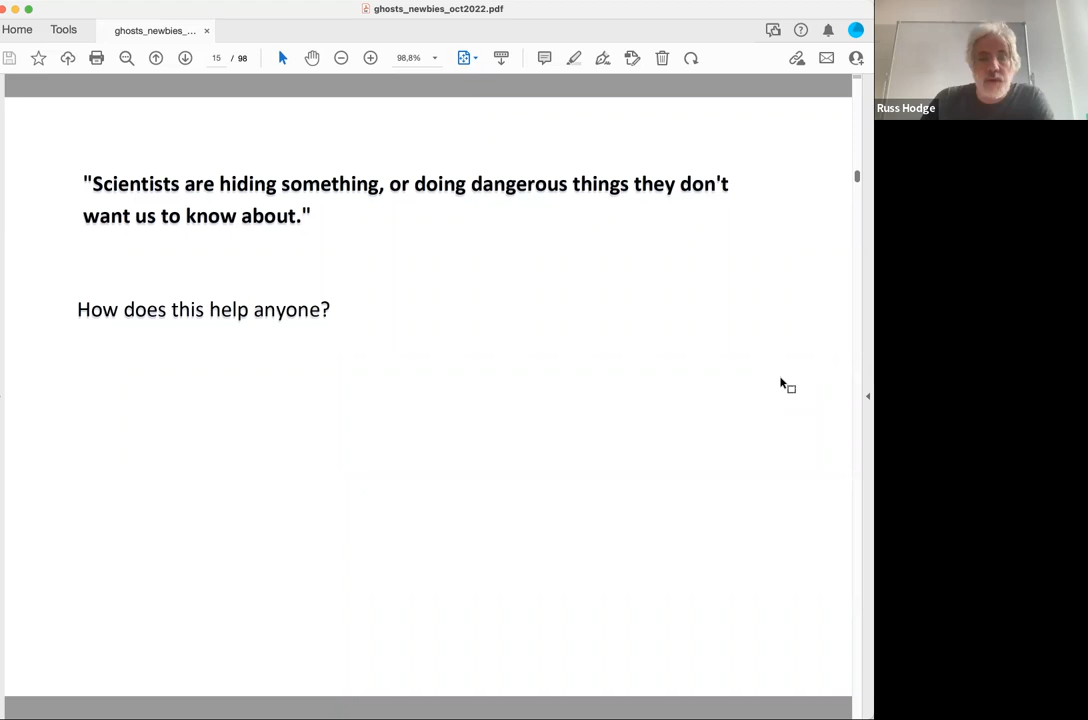 ghosts_newbies_oct2022.pdf
Home
Tools
ghosts_newbies_...
×
15 / 98
98,8%
Russ Hodge
"Scientists are hiding something, or doing dangerous things they don't
want us to know about."
How does this help anyone?